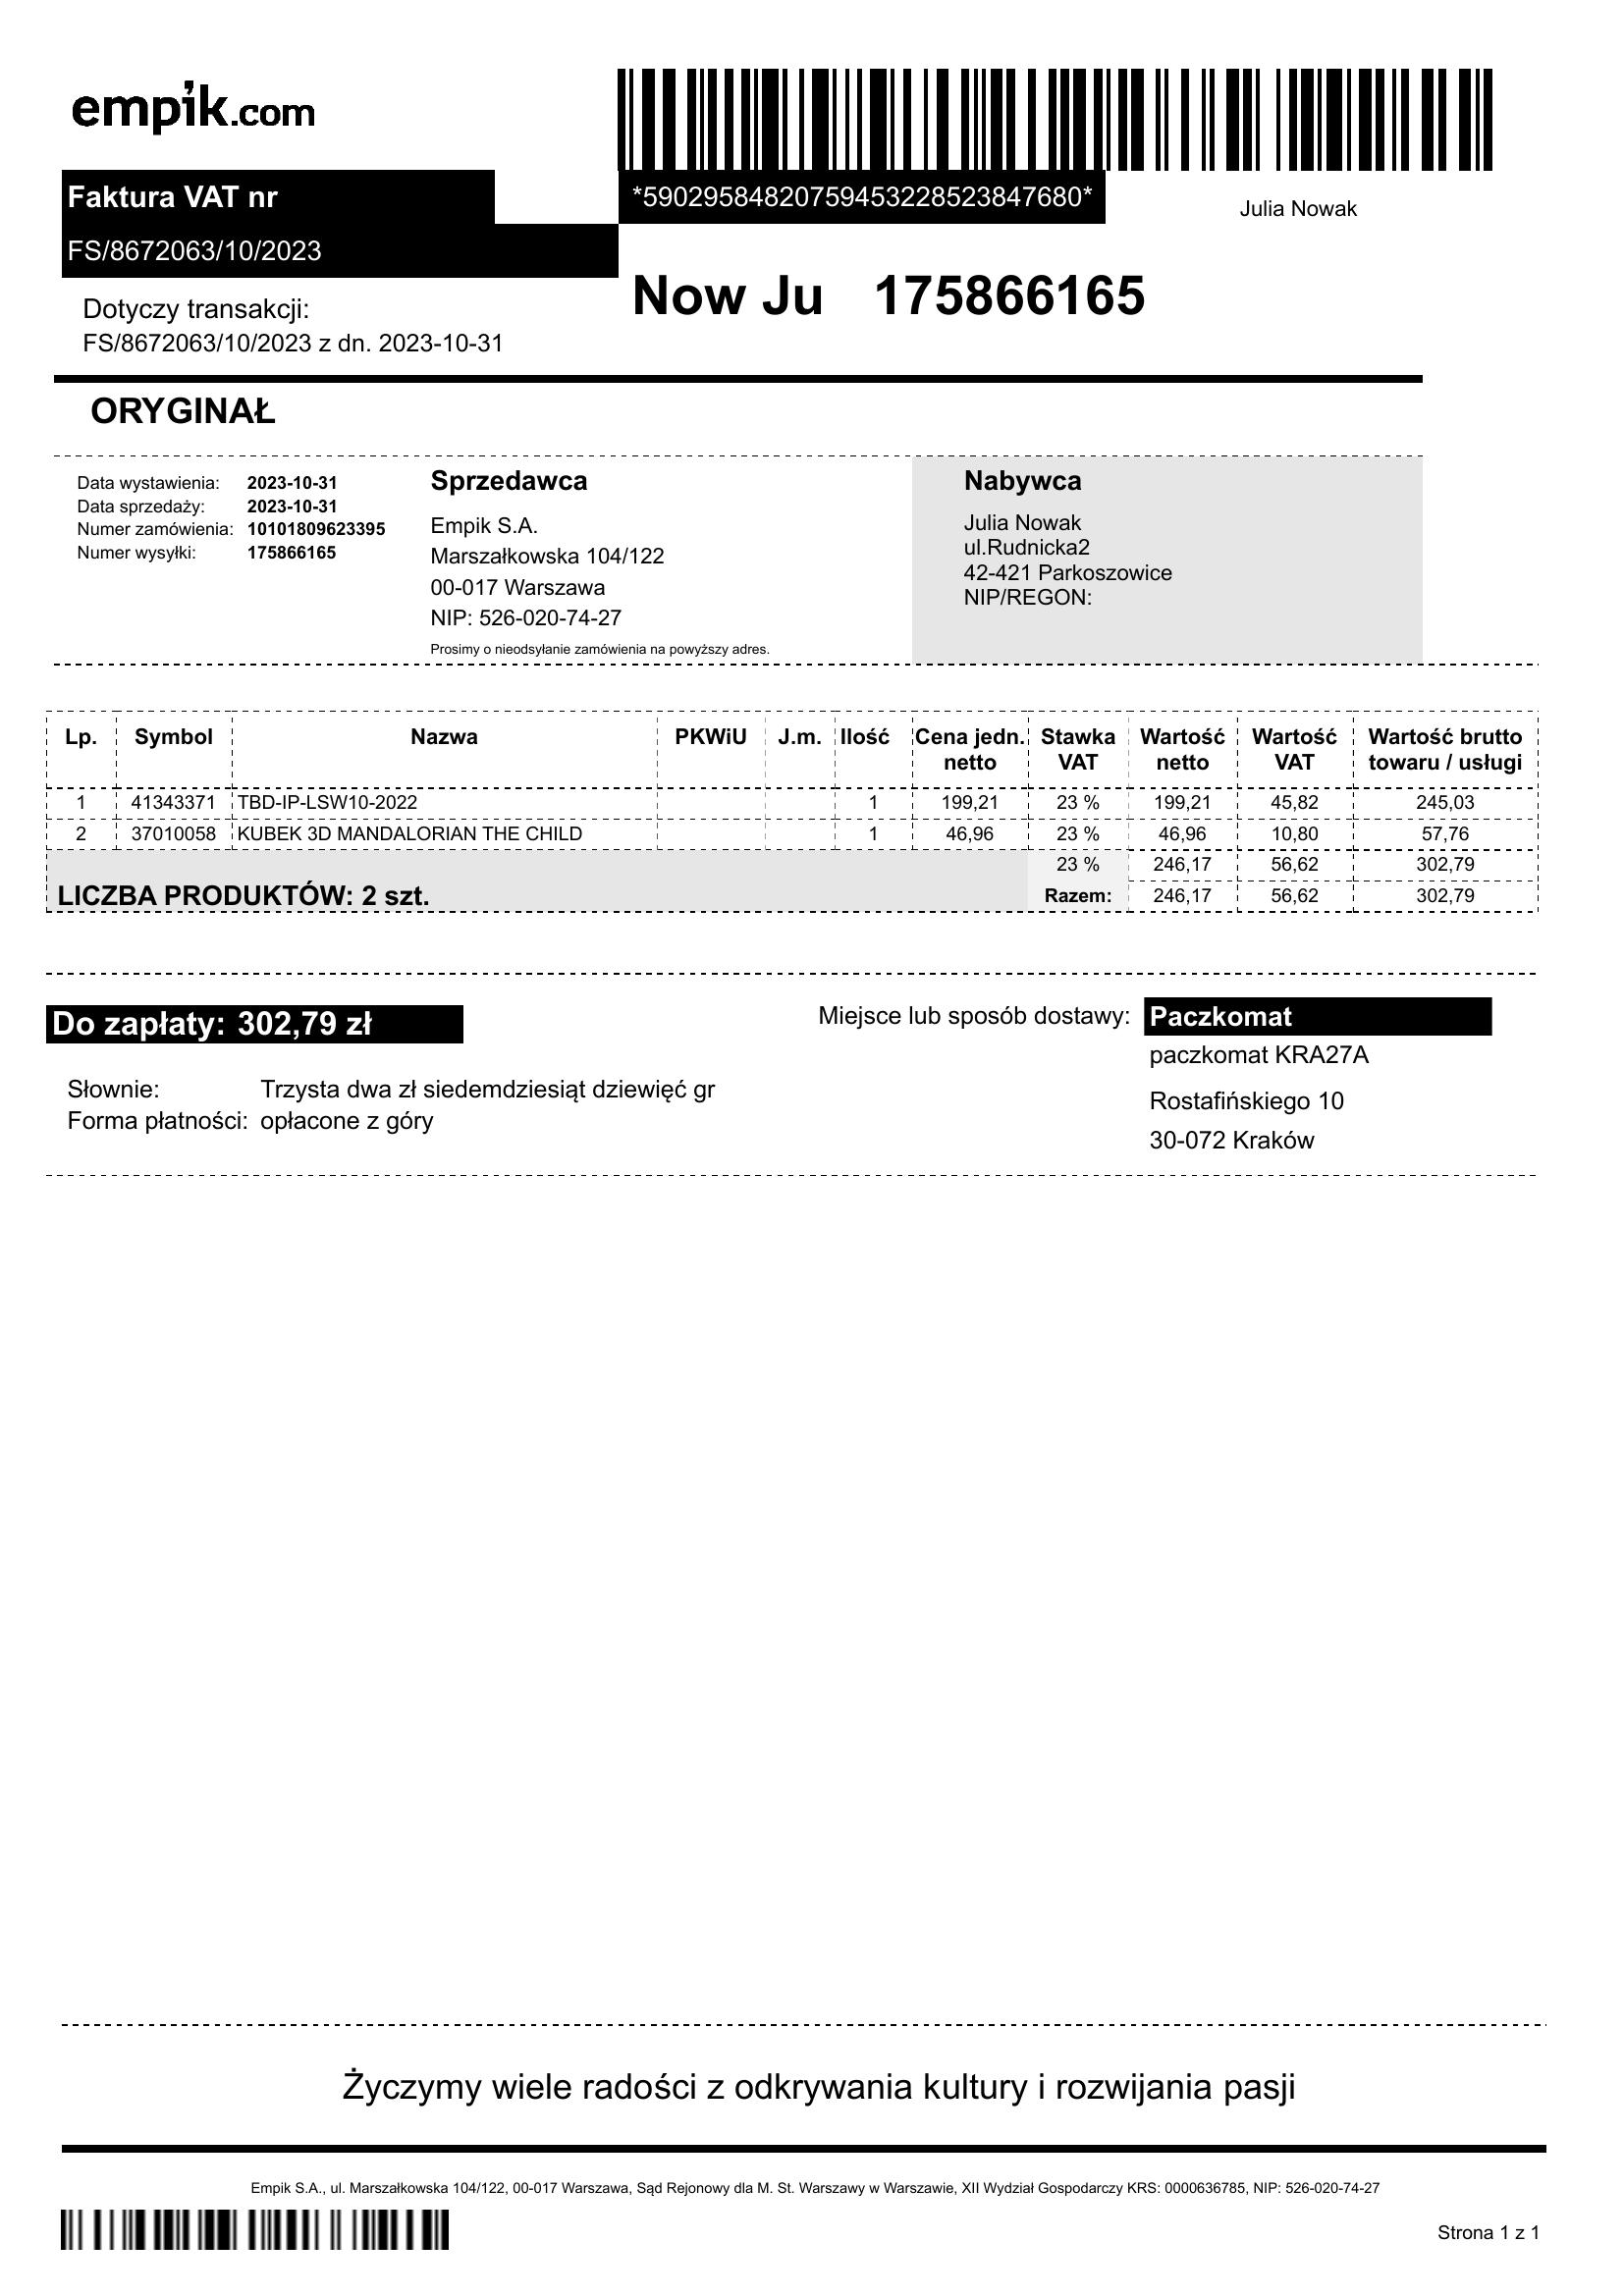 empik.com
Faktura VAT nr
FS/8672063/10/2023
*59029584820759453228523847680*
Julia Nowak
Now Ju 175866165
Dotyczy transakcji:
FS/8672063/10/2023 z dn. 2023-10-31
ORYGINAŁ
Data wystawienia: 2023-10-31
Data sprzedaży: 2023-10-31
Numer zamówienia: 10101809623395
Numer wysyłki: 175866165
Sprzedawca
Empik S.A.
Marszałkowska 104/122
00-017 Warszawa
NIP: 526-020-74-27
Prosimy o nieodsyłanie zamówienia na powyższy adres.
Nabywca
Julia Nowak
ul.Rudnicka2
42-421 Parkoszowice
NIP/REGON:
Lp. Symbol Nazwa PKWiU J.m. Ilość Cena jedn. Stawka Wartość Wartość Wartość brutto
netto VAT netto VAT towaru / usługi
1 41343371 TBD-IP-LSW10-2022 1 199,21 23 % 199,21 45,82 245,03
2 37010058 KUBEK 3D MANDALORIAN THE CHILD 1 46,96 23 % 46,96 10,80 57,76
23 % 246,17 56,62 302,79
LICZBA PRODUKTÓW: 2 szt. Razem: 246,17 56,62 302,79
Do zapłaty: 302,79 zł
Słownie: Trzysta dwa zł siedemdziesiąt dziewięć gr
Forma płatności: opłacone z góry
Miejsce lub sposób dostawy: Paczkomat
paczkomat KRA27A
Rostafińskiego 10
30-072 Kraków
Życzymy wiele radości z odkrywania kultury i rozwijania pasji
Empik S.A., ul. Marszałkowska 104/122, 00-017 Warszawa, Sąd Rejonowy dla M. St. Warszawy w Warszawie, XII Wydział Gospodarczy KRS: 0000636785, NIP: 526-020-74-27
Strona 1 z 1